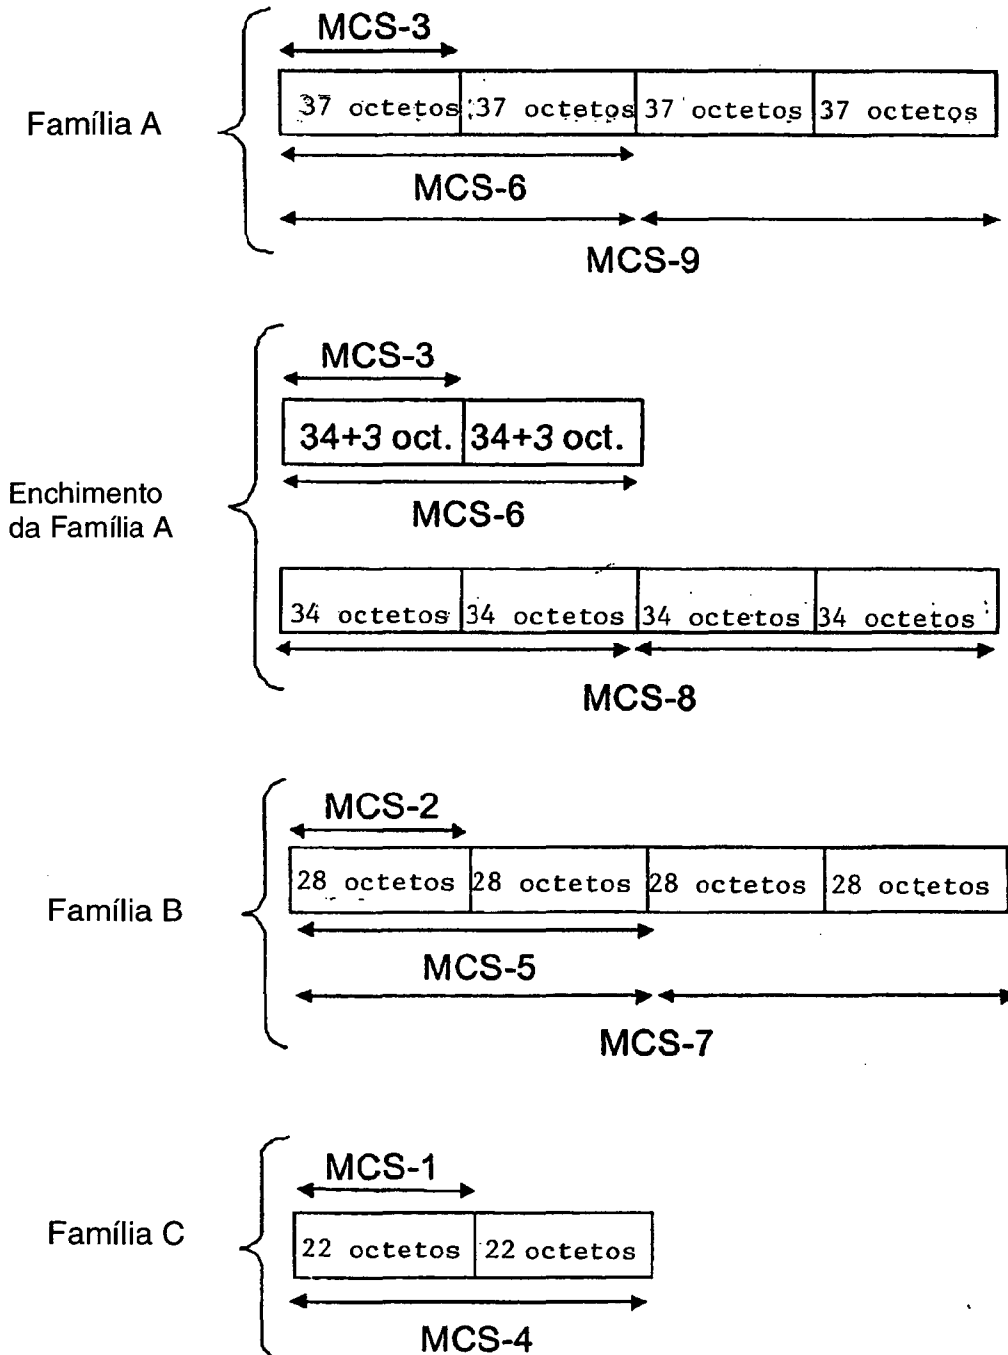 MCS-3
Família A
37 octetos 37 octetos 37 octetos 37 octetos
MCS-6
MCS-9
MCS-3
34+3 oct. 34+3 oct.
Enchimento
da Família A
MCS-6
34 octetos 34 octetos 34 octetos 34 octetos
MCS-8
MCS-2
28 octetos 28 octetos 28 octetos 28 octetos
Família B
MCS-5
MCS-7
MCS-1
Família C
22 octetos 22 octetos
MCS-4